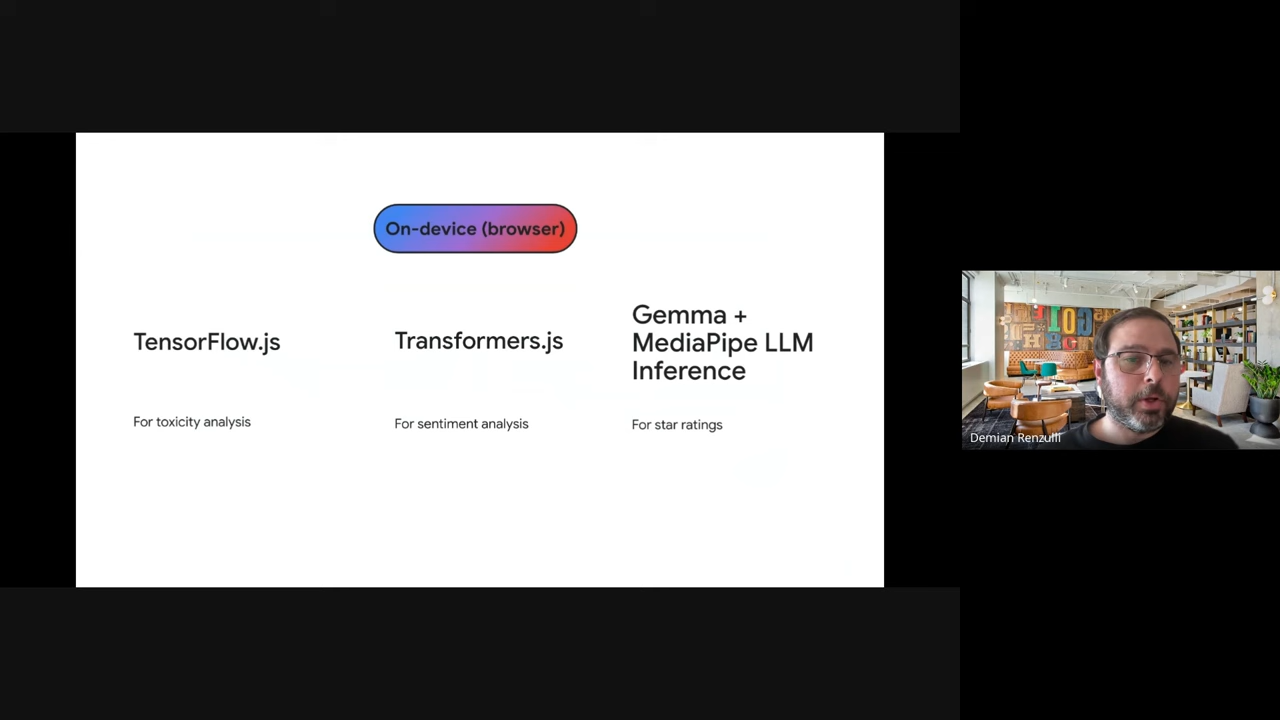 On-device (browser)
TensorFlow.js
For toxicity analysis
Transformers.js
For sentiment analysis
Gemma +
MediaPipe LLM
Inference
For star ratings
Demian Renzulli